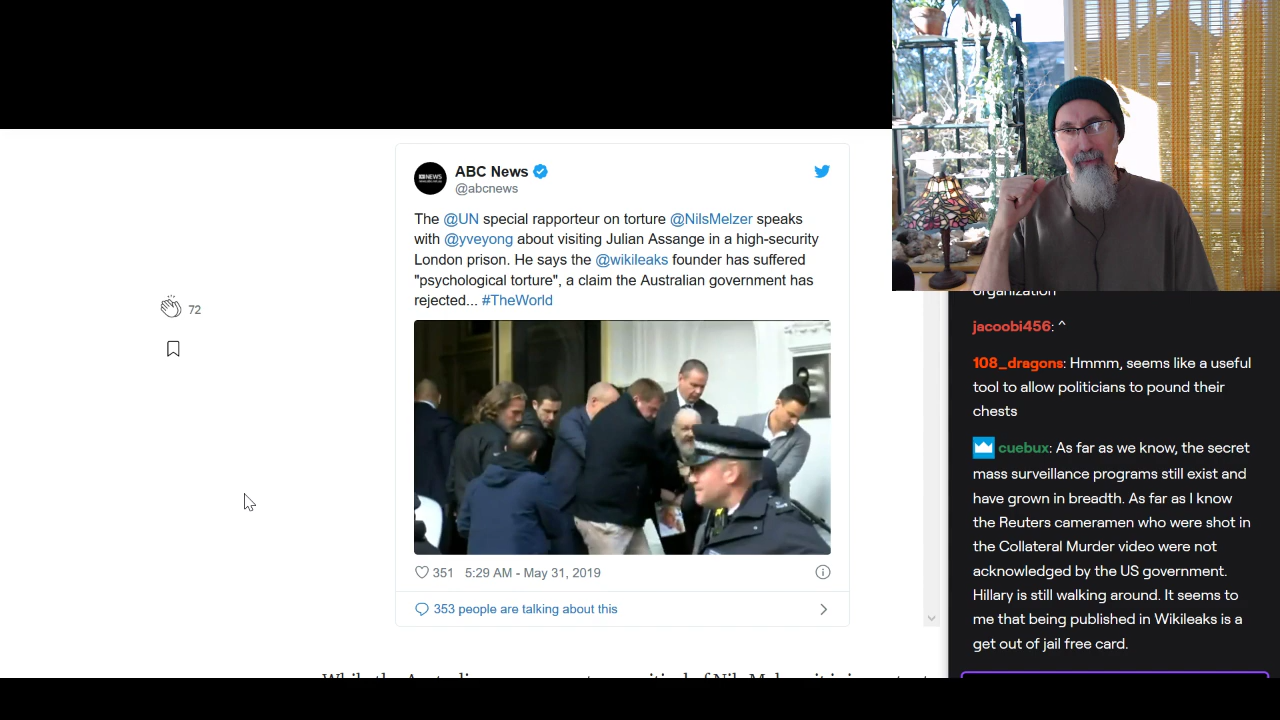 ABC News
@abcnews
The @UN special rapporteur on torture @NilsMelzer speaks
with @yveyong about visiting Julian Assange in a high-security
London prison. He says the @wikileaks founder has suffered
"psychological torture", a claim the Australian government has
rejected... #TheWorld
72
351 5:29 AM - May 31, 2019
353 people are talking about this
organization
jacoobi456: ^
108_dragons: Hmmm, seems like a useful
tool to allow politicians to pound their
chests
cuebux: As far as we know, the secret
mass surveillance programs still exist and
have grown in breadth. As far as I know
the Reuters cameramen who were shot in
the Collateral Murder video were not
acknowledged by the US government.
Hillary is still walking around. It seems to
me that being published in Wikileaks is a
get out of jail free card.